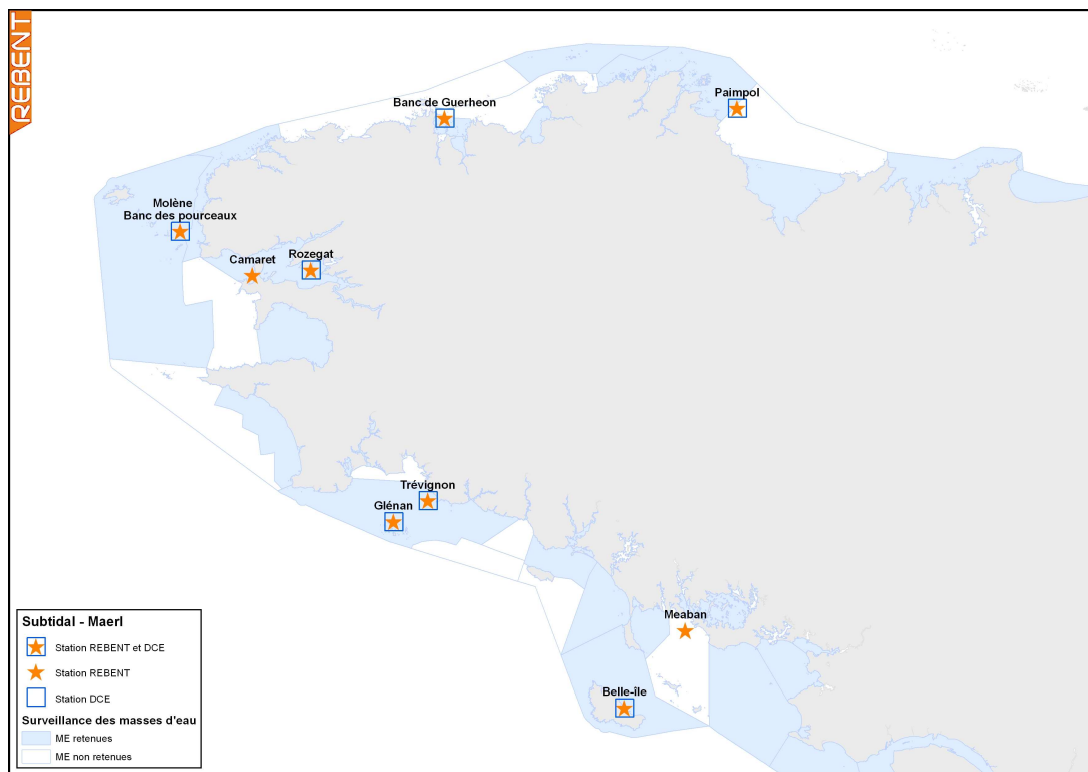 REBENT
Paimpol
Banc de Guerheon
Molène
Banc des pourceaux
Camaret
Rozegat
Trévignon
Glénan
Meaban
Belle-île
Subtidal - Maerl
Station REBENT et DCE
Station REBENT
Station DCE
Surveillance des masses d'eau
ME retenues
ME non retenues